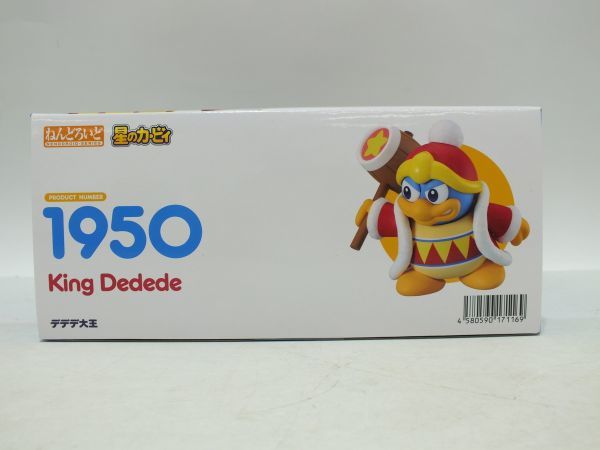 ねんどろいど
NENDOROID SERIES
星のカービィ
PRODUCT NUMBER
1950
King Dedede
デデデ大王
4 580590 171169